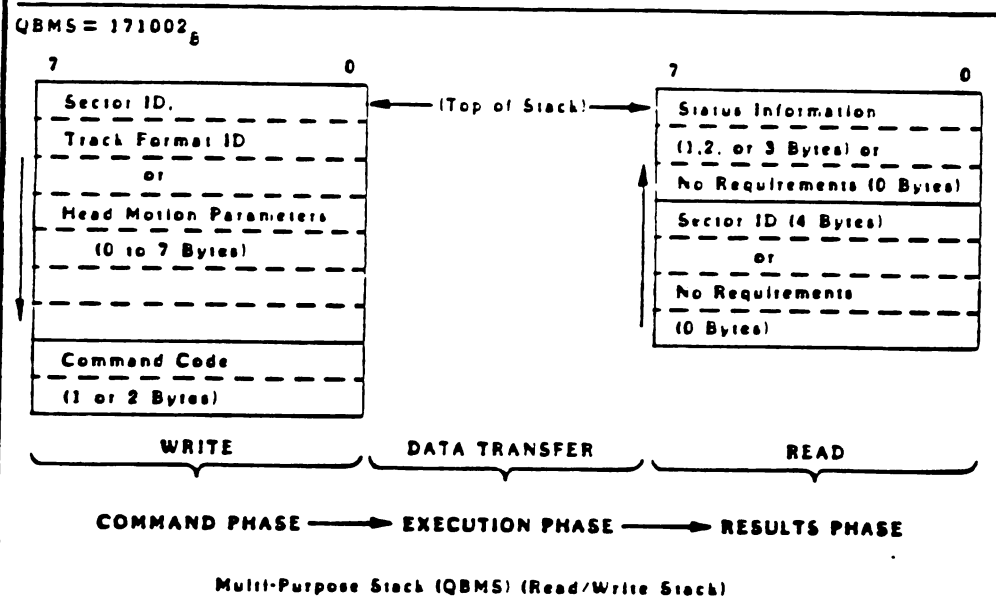 QBMS = 171002₈
7 0
Sector ID,
Track Format ID
or
Head Motion Parameters
(0 to 7 Bytes)
Command Code
(1 or 2 Bytes)
(Top of Stack)
7 0
Status Information
(1,2, or 3 Bytes) or
No Requirements (0 Bytes)
Sector ID (4 Bytes)
or
No Requirements
(0 Bytes)
WRITE DATA TRANSFER READ
COMMAND PHASE EXECUTION PHASE RESULTS PHASE
Multi-Purpose Stack (QBMS) (Read/Write Stack)